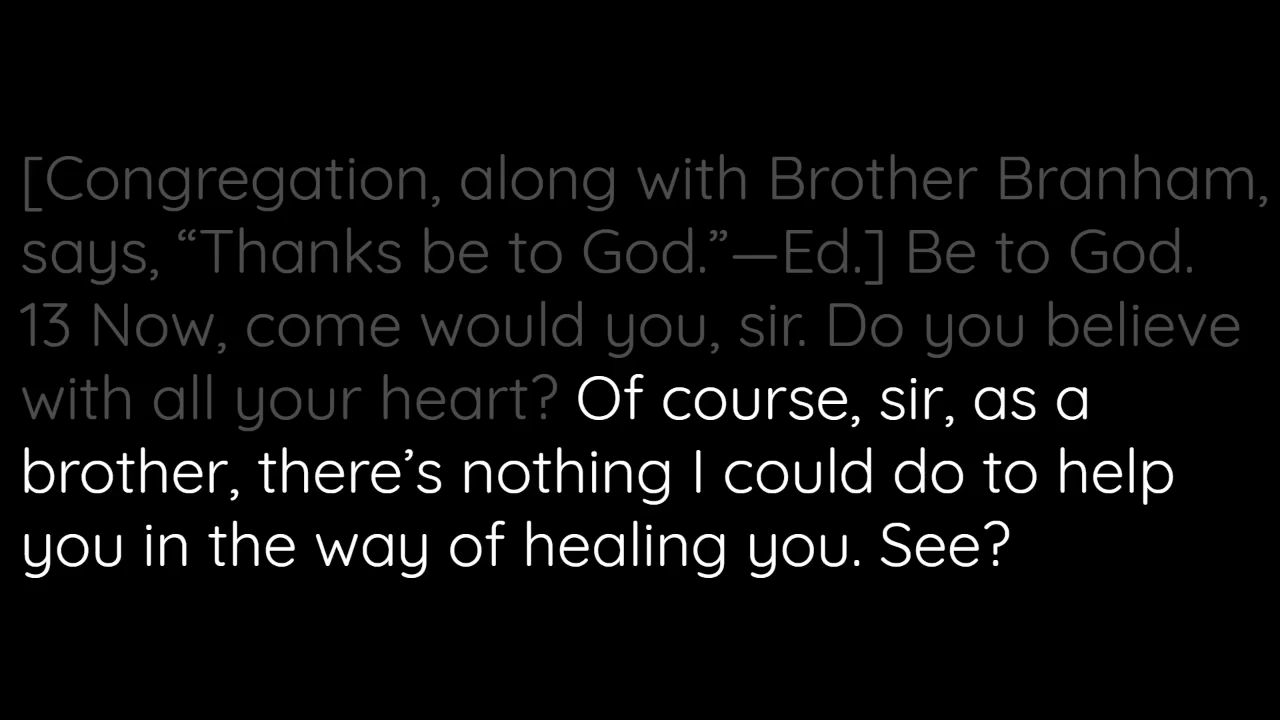 [Congregation, along with Brother Branham,
says, “Thanks be to God.”—Ed.] Be to God.
13 Now, come would you, sir. Do you believe
with all your heart? Of course, sir, as a
brother, there’s nothing I could do to help
you in the way of healing you. See?